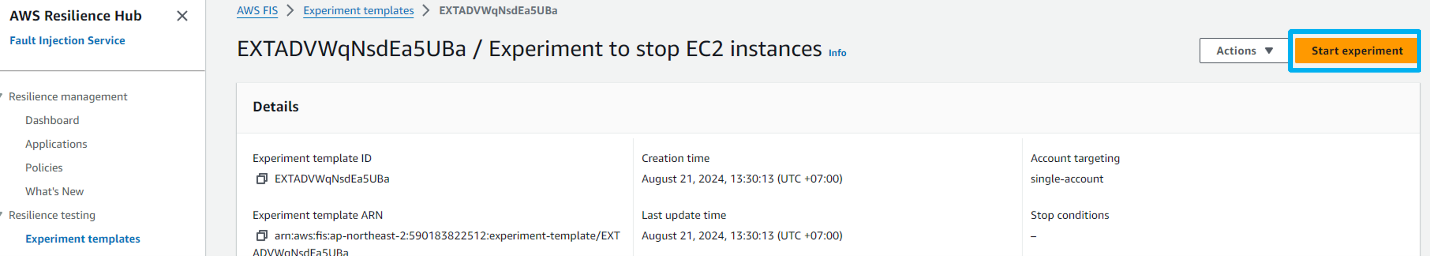 AWS Resilience Hub
Fault Injection Service
Resilience management
Dashboard
Applications
Policies
What's New
Resilience testing
Experiment templates
AWS FIS > Experiment templates > EXTADVWqNsdEa5UBa
EXTADVWqNsdEa5UBa / Experiment to stop EC2 instances Info
Actions
Start experiment
Details
Experiment template ID
EXTADVWqNsdEa5UBa
Experiment template ARN
arn:aws:fis:ap-northeast-2:590183822512:experiment-template/EXT
ADVWqNsdEa5UBa
Creation time
August 21, 2024, 13:30:13 (UTC +07:00)
Last update time
August 21, 2024, 13:30:13 (UTC +07:00)
Account targeting
single-account
Stop conditions
–